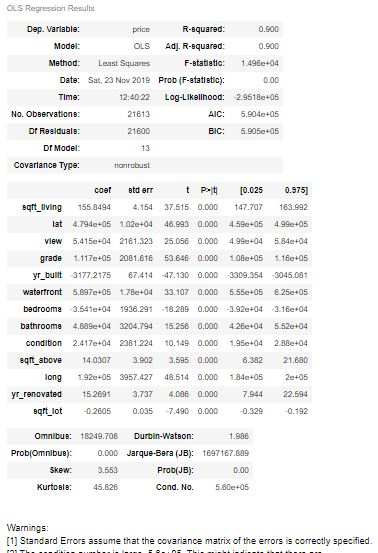 OLS Regression Results
Dep. Variable: price R-squared: 0.900
Model: OLS Adj. R-squared: 0.900
Method: Least Squares F-statistic: 1.496e+04
Date: Sat, 23 Nov 2019 Prob (F-statistic): 0.00
Time: 12:40:22 Log-Likelihood: -2.9518e+05
No. Observations: 21613 AIC: 5.904e+05
Df Residuals: 21600 BIC: 5.905e+05
Df Model: 13
Covariance Type: nonrobust
coef std err t P>|t| [0.025 0.975]
sqft_living 155.8494 4.154 37.515 0.000 147.707 163.992
lat 4.794e+05 1.02e+04 46.993 0.000 4.59e+05 4.99e+05
view 5.415e+04 2161.323 25.056 0.000 4.99e+04 5.84e+04
grade 1.117e+05 2081.616 53.646 0.000 1.08e+05 1.16e+05
yr_built -3177.2175 67.414 -47.130 0.000 -3309.354 -3045.081
waterfront 5.897e+05 1.78e+04 33.107 0.000 5.55e+05 6.25e+05
bedrooms -3.541e+04 1936.291 -18.289 0.000 -3.92e+04 -3.16e+04
bathrooms 4.889e+04 3204.794 15.256 0.000 4.26e+04 5.52e+04
condition 2.417e+04 2381.224 10.149 0.000 1.95e+04 2.88e+04
sqft_above 14.0307 3.902 3.595 0.000 6.382 21.680
long 1.92e+05 3957.427 48.514 0.000 1.84e+05 2e+05
yr_renovated 15.2691 3.737 4.086 0.000 7.944 22.594
sqft_lot -0.2605 0.035 -7.490 0.000 -0.329 -0.192
Omnibus: 18249.706 Durbin-Watson: 1.986
Prob(Omnibus): 0.000 Jarque-Bera (JB): 1697167.889
Skew: 3.553 Prob(JB): 0.00
Kurtosis: 45.826 Cond. No. 5.60e+05
Warnings:
[1] Standard Errors assume that the covariance matrix of the errors is correctly specified.
[2] The condition number is large, 5.6e+05. This might indicate that there are